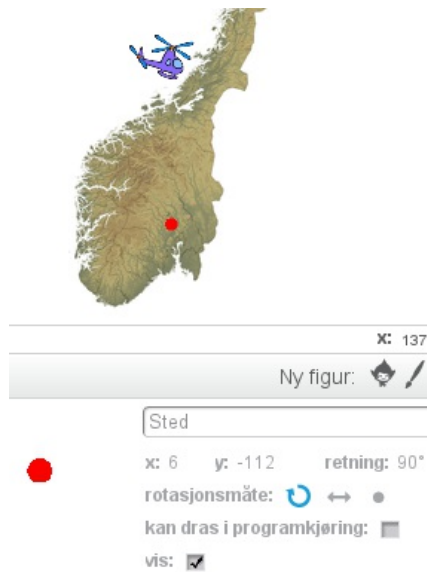 x: 137
Ny figur:
Sted
x: 6 y: -112 retning: 90°
rotasjonsmåte:
kan dras i programkjøring:
vis: